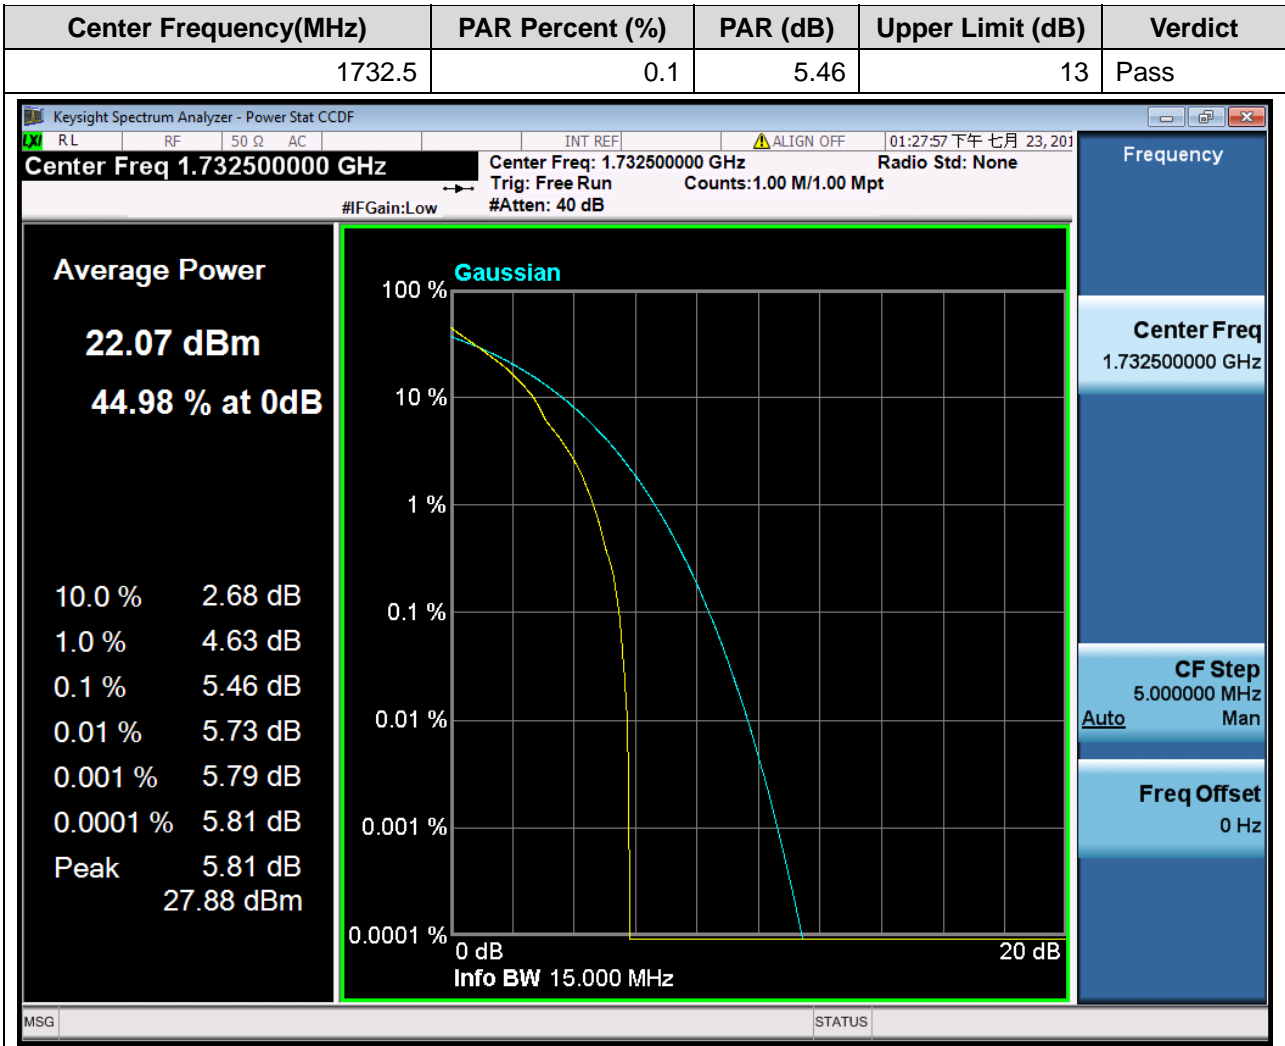 Center Frequency(MHz) PAR Percent (%) PAR (dB) Upper Limit (dB) Verdict
1732.5 0.1 5.46 13 Pass
Keysight Spectrum Analyzer - Power Stat CCDF
LXI RL RF 50 Ω AC INT REF ALIGN OFF 01:27:57 下午 七月 23, 201
Center Freq 1.732500000 GHz
Center Freq: 1.732500000 GHz Radio Std: None
Trig: Free Run Counts:1.00 M/1.00 Mpt
#IFGain:Low #Atten: 40 dB
Frequency
Average Power
22.07 dBm
44.98 % at 0dB
10.0 % 2.68 dB
1.0 % 4.63 dB
0.1 % 5.46 dB
0.01 % 5.73 dB
0.001 % 5.79 dB
0.0001 % 5.81 dB
Peak 5.81 dB
27.88 dBm
Gaussian
100 %
10 %
1 %
0.1 %
0.01 %
0.001 %
0.0001 %
0 dB 20 dB
Info BW 15.000 MHz
Center Freq
1.732500000 GHz
CF Step
5.000000 MHz
Auto Man
Freq Offset
0 Hz
MSG STATUS